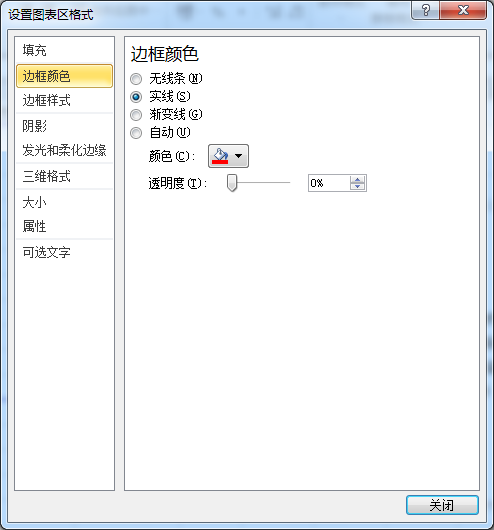 设置图表区格式
填充
边框颜色
边框样式
阴影
发光和柔化边缘
三维格式
大小
属性
可选文字
边框颜色
无线条(N)
实线(S)
渐变线(G)
自动(U)
颜色(C):
透明度(T):
0%
关闭